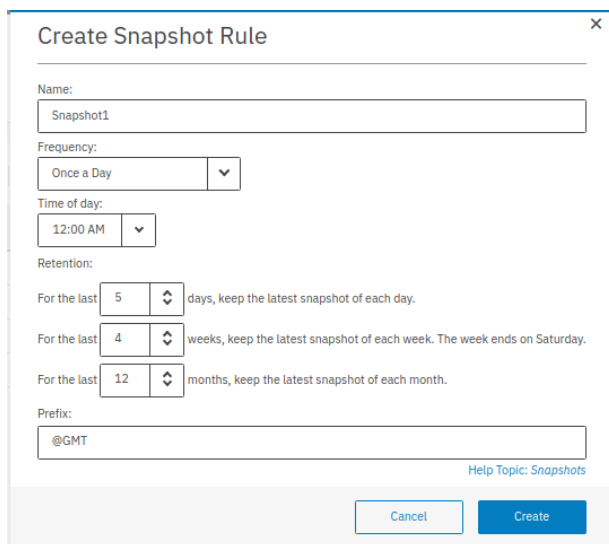 Create Snapshot Rule
×
Name:
Snapshot1
Frequency:
Once a Day
Time of day:
12:00 AM
Retention:
For the last 5 days, keep the latest snapshot of each day.
For the last 4 weeks, keep the latest snapshot of each week. The week ends on Saturday.
For the last 12 months, keep the latest snapshot of each month.
Prefix:
@GMT
Help Topic: Snapshots
Cancel Create